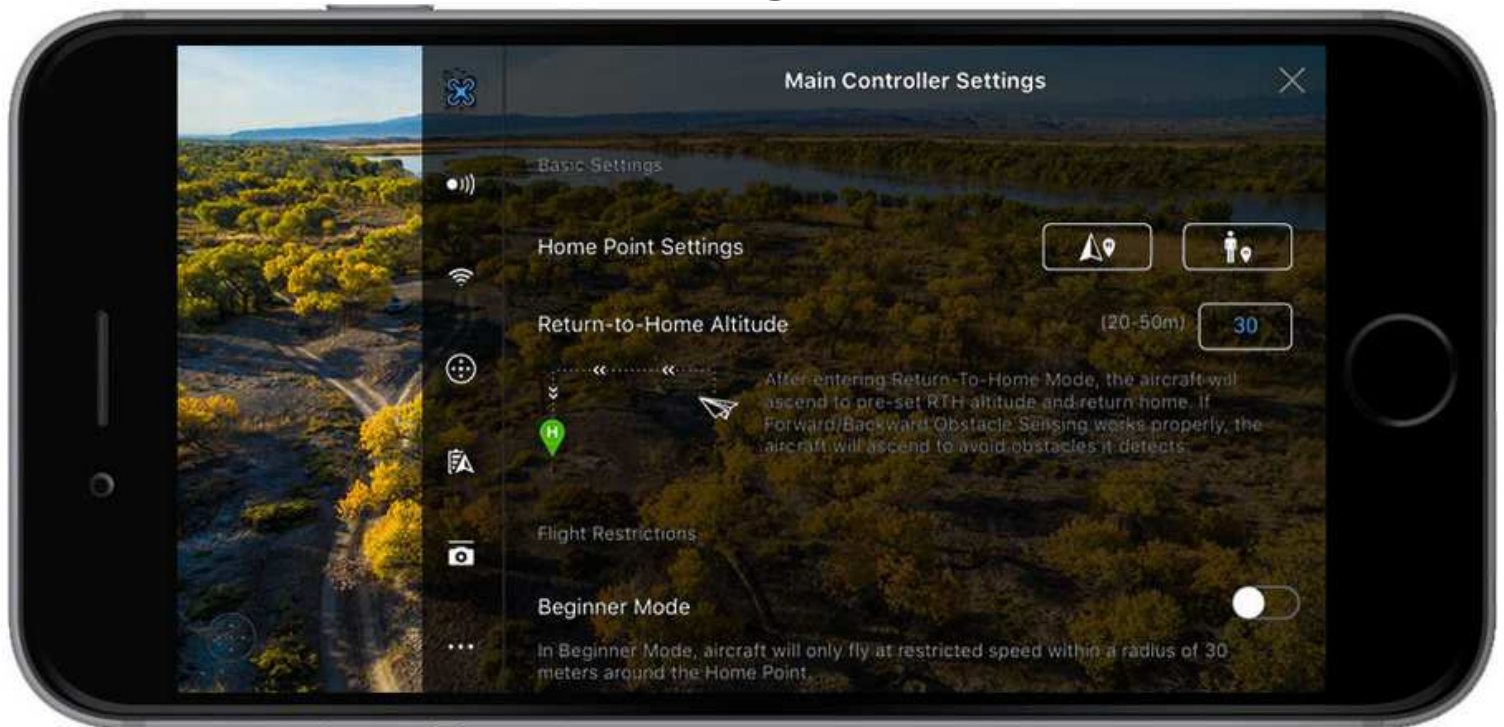 Main Controller Settings
Basic Settings
Home Point Settings
H
Return-to-Home Altitude (20-50m) 30
After entering Return-To-Home Mode, the aircraft will
ascend to pre-set RTH altitude and return home. If
Forward/Backward Obstacle Sensing works properly, the
aircraft will ascend to avoid obstacles it detects.
H
Flight Restrictions
Beginner Mode
In Beginner Mode, aircraft will only fly at restricted speed within a radius of 30
meters around the Home Point.